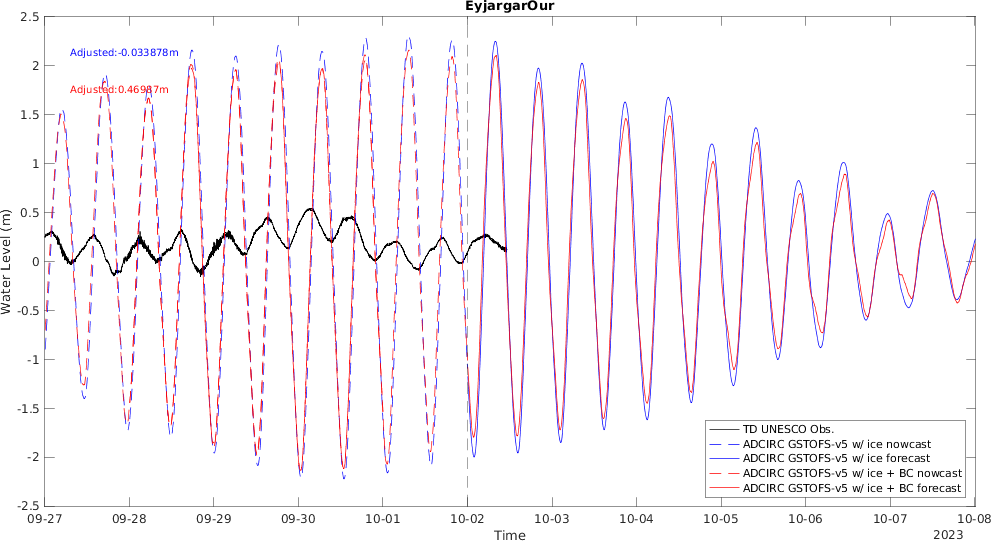 EyjargarOur
2.5
2
1.5
1
0.5
0
-0.5
-1
-1.5
-2
-2.5
Water Level (m)
Adjusted:-0.033878m
Adjusted:0.46937m
TD UNESCO Obs.
ADCIRC GSTOFS-v5 w/ ice nowcast
ADCIRC GSTOFS-v5 w/ ice forecast
ADCIRC GSTOFS-v5 w/ ice + BC nowcast
ADCIRC GSTOFS-v5 w/ ice + BC forecast
09-27 09-28 09-29 09-30 10-01 10-02 10-03 10-04 10-05 10-06 10-07 10-08
Time
2023